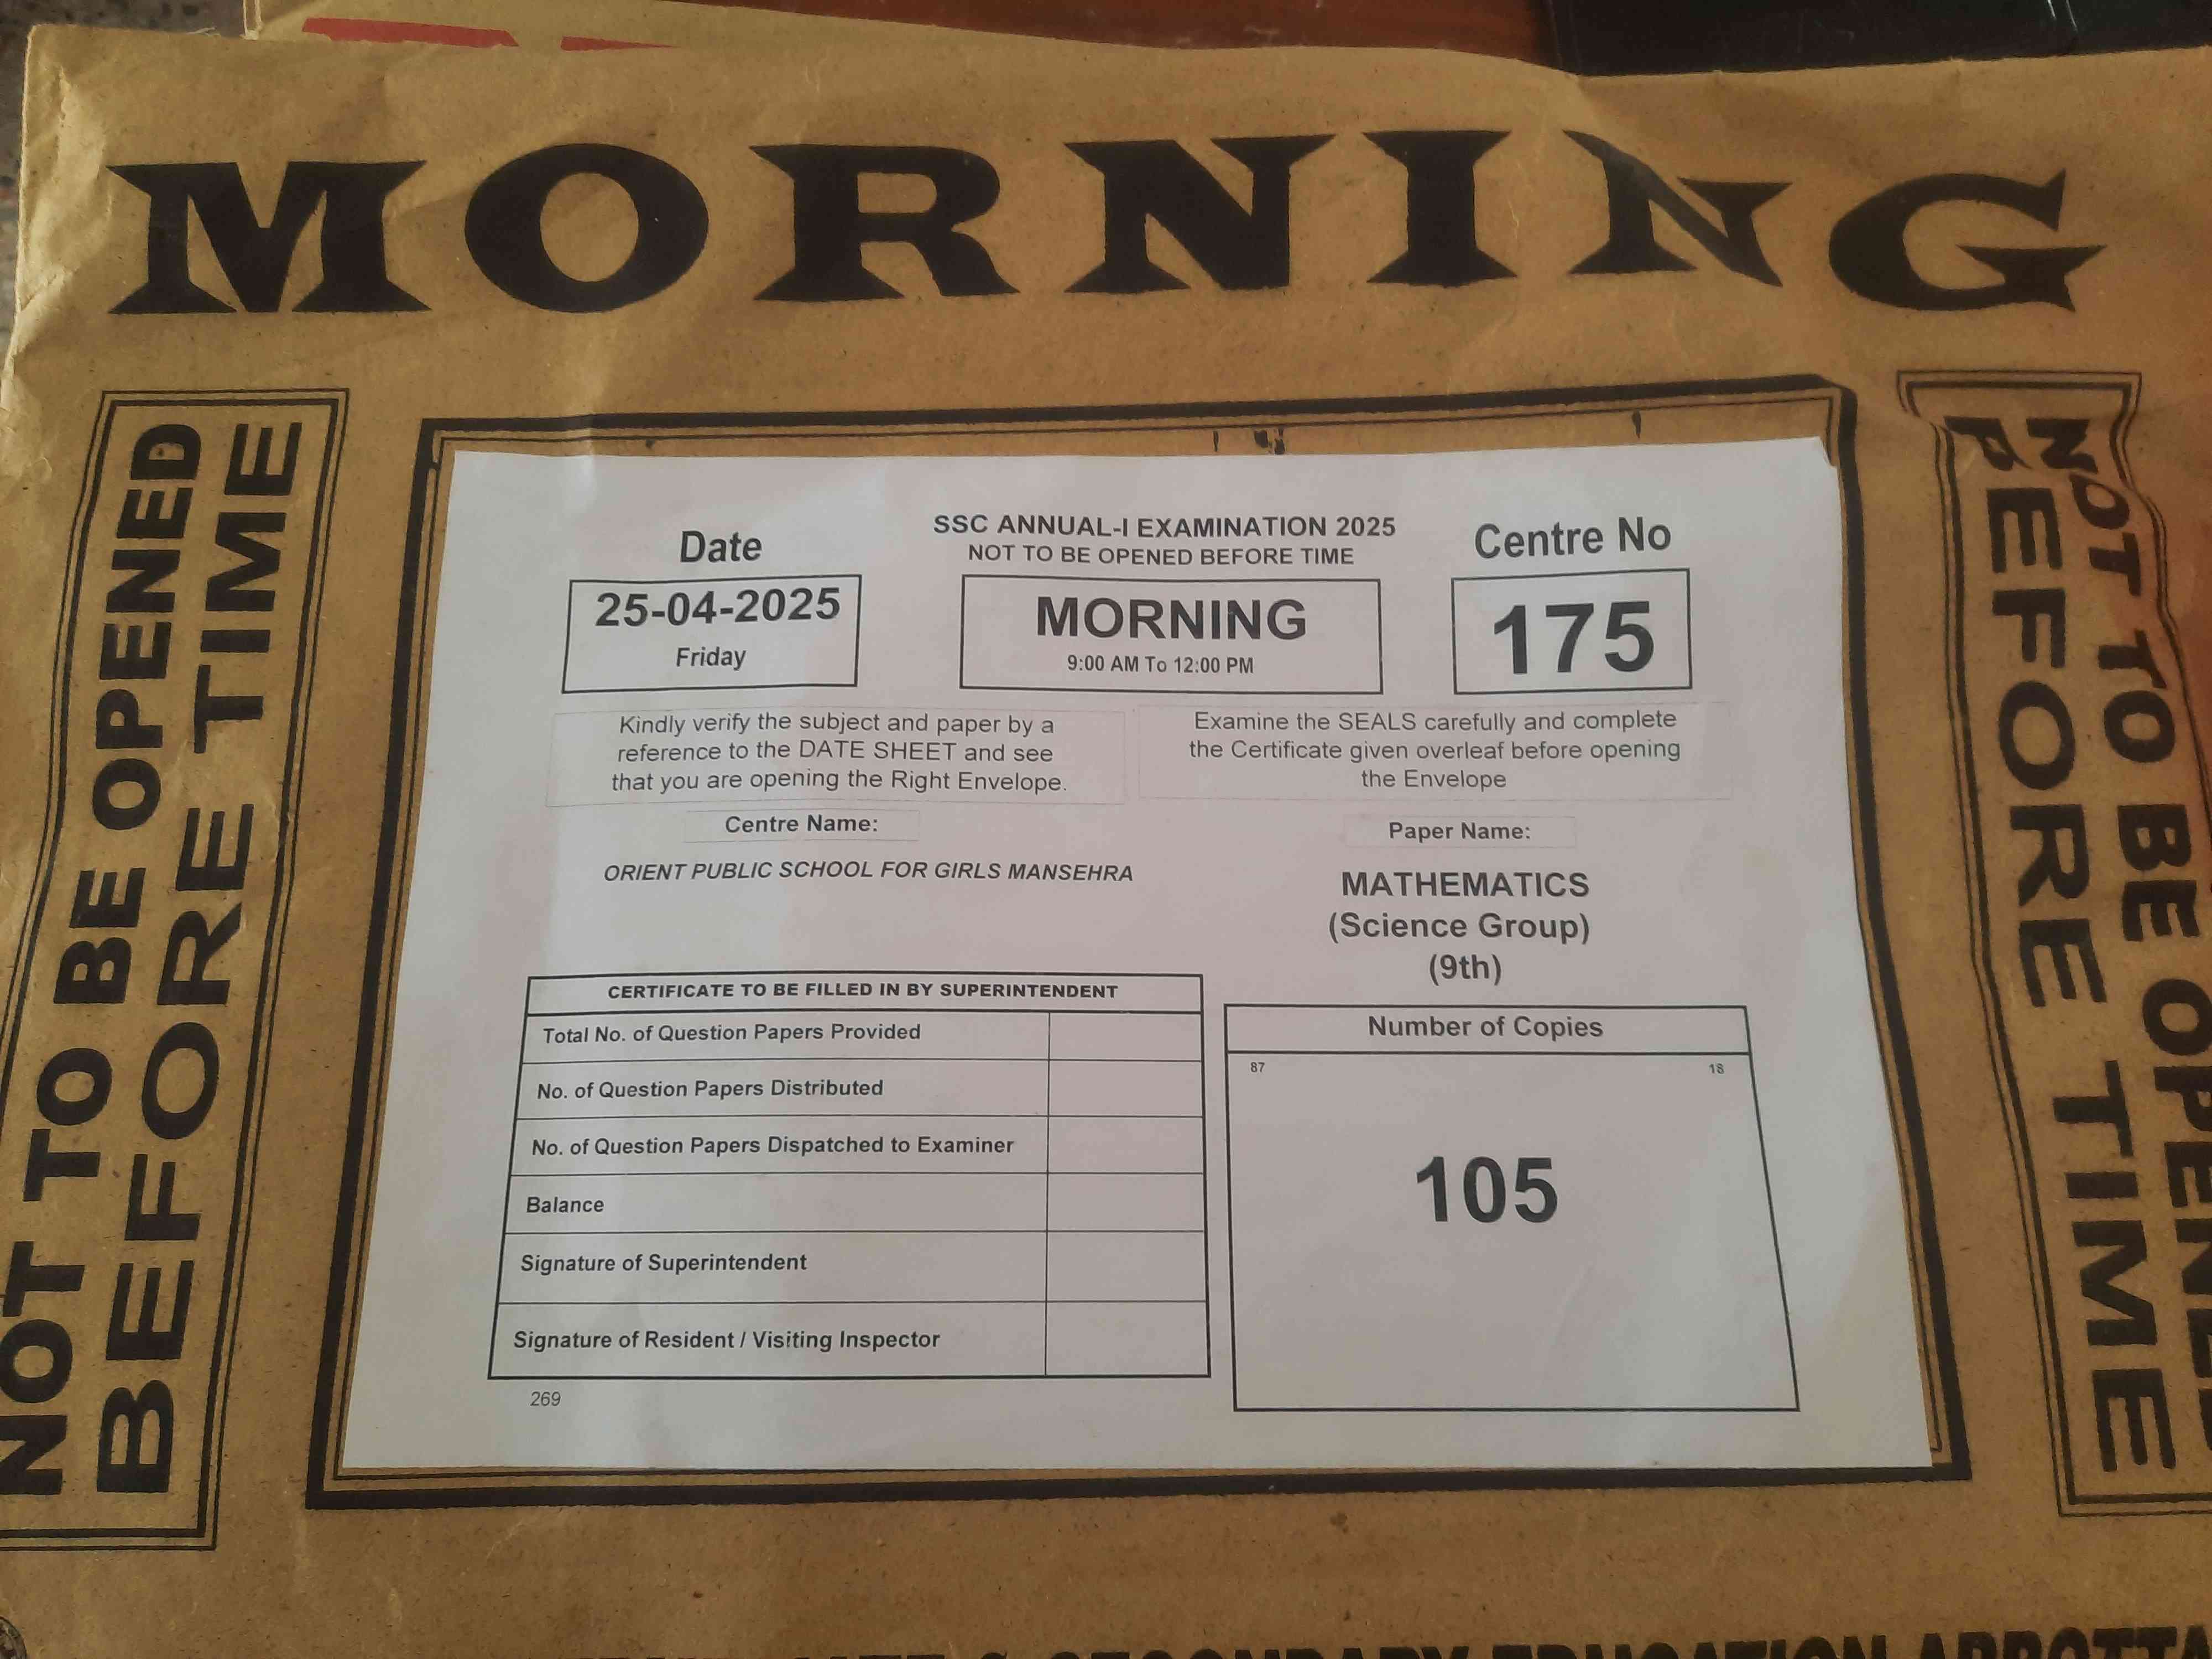 MORNING
NOT TO BE OPENED
BEFORE TIME
Date
25-04-2025
Friday
SSC ANNUAL-I EXAMINATION 2025
NOT TO BE OPENED BEFORE TIME
MORNING
9:00 AM To 12:00 PM
Centre No
175
Kindly verify the subject and paper by a
reference to the DATE SHEET and see
that you are opening the Right Envelope.
Examine the SEALS carefully and complete
the Certificate given overleaf before opening
the Envelope
Centre Name:
ORIENT PUBLIC SCHOOL FOR GIRLS MANSEHRA
Paper Name:
MATHEMATICS
(Science Group)
(9th)
CERTIFICATE TO BE FILLED IN BY SUPERINTENDENT
Total No. of Question Papers Provided
No. of Question Papers Distributed
No. of Question Papers Dispatched to Examiner
Balance
Signature of Superintendent
Signature of Resident / Visiting Inspector
269
Number of Copies
87 18
105
NOT TO BE OPENED
BEFORE TIME
& SECONDARY EDUCATION